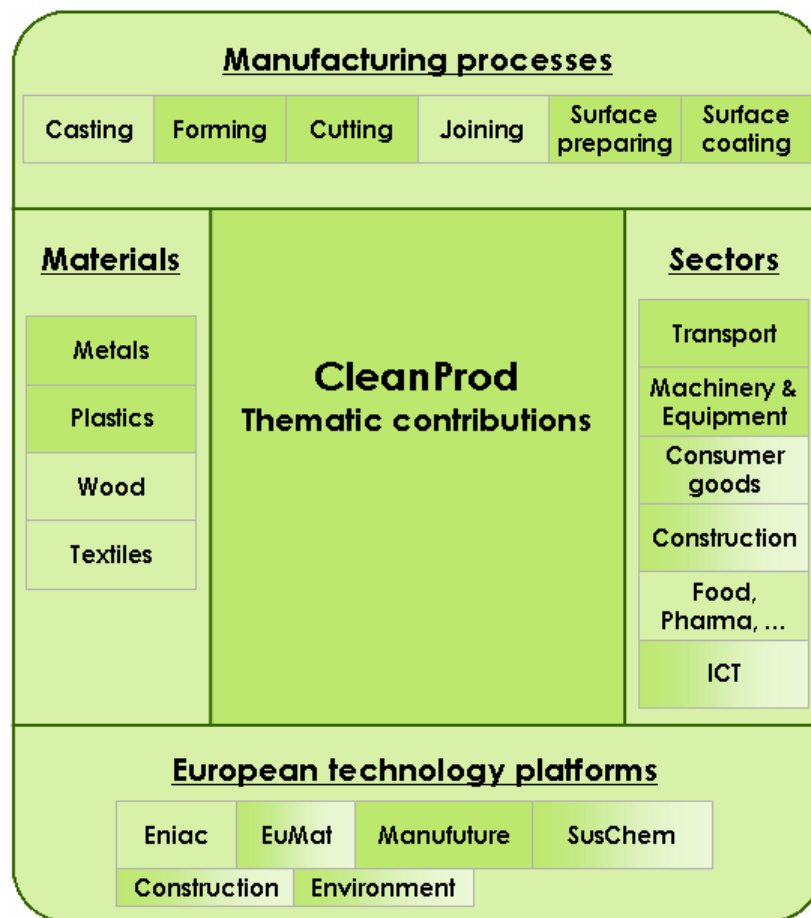 Manufacturing processes
Casting
Forming
Cutting
Joining
Surface
preparing
Surface
coating
Materials
Metals
Plastics
Wood
Textiles
CleanProd
Thematic contributions
Sectors
Transport
Machinery &
Equipment
Consumer
goods
Construction
Food,
Pharma, ...
ICT
European technology platforms
Eniac
EuMat
Manufuture
SusChem
Construction
Environment